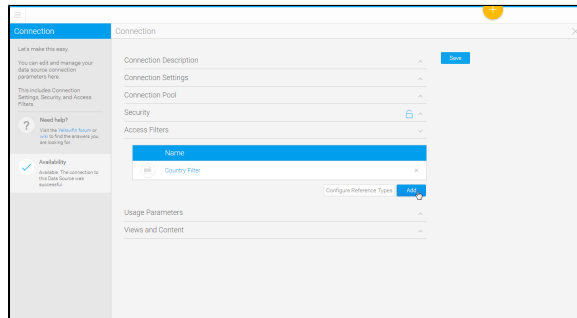 Connection
Connection
Let's make this easy.
You can edit and manage your
data source connection
parameters here.
This includes Connection
Settings, Security, and Access
Filters.
Need help?
Visit the Yellowfin forum or
wiki to find the answers you
are looking for.
Availability
Available. The connection to
this Data Source was
successful.
Connection Description
Save
Connection Settings
Connection Pool
Security
Access Filters
Name
Country Filter
Configure Reference Types
Add
Usage Parameters
Views and Content